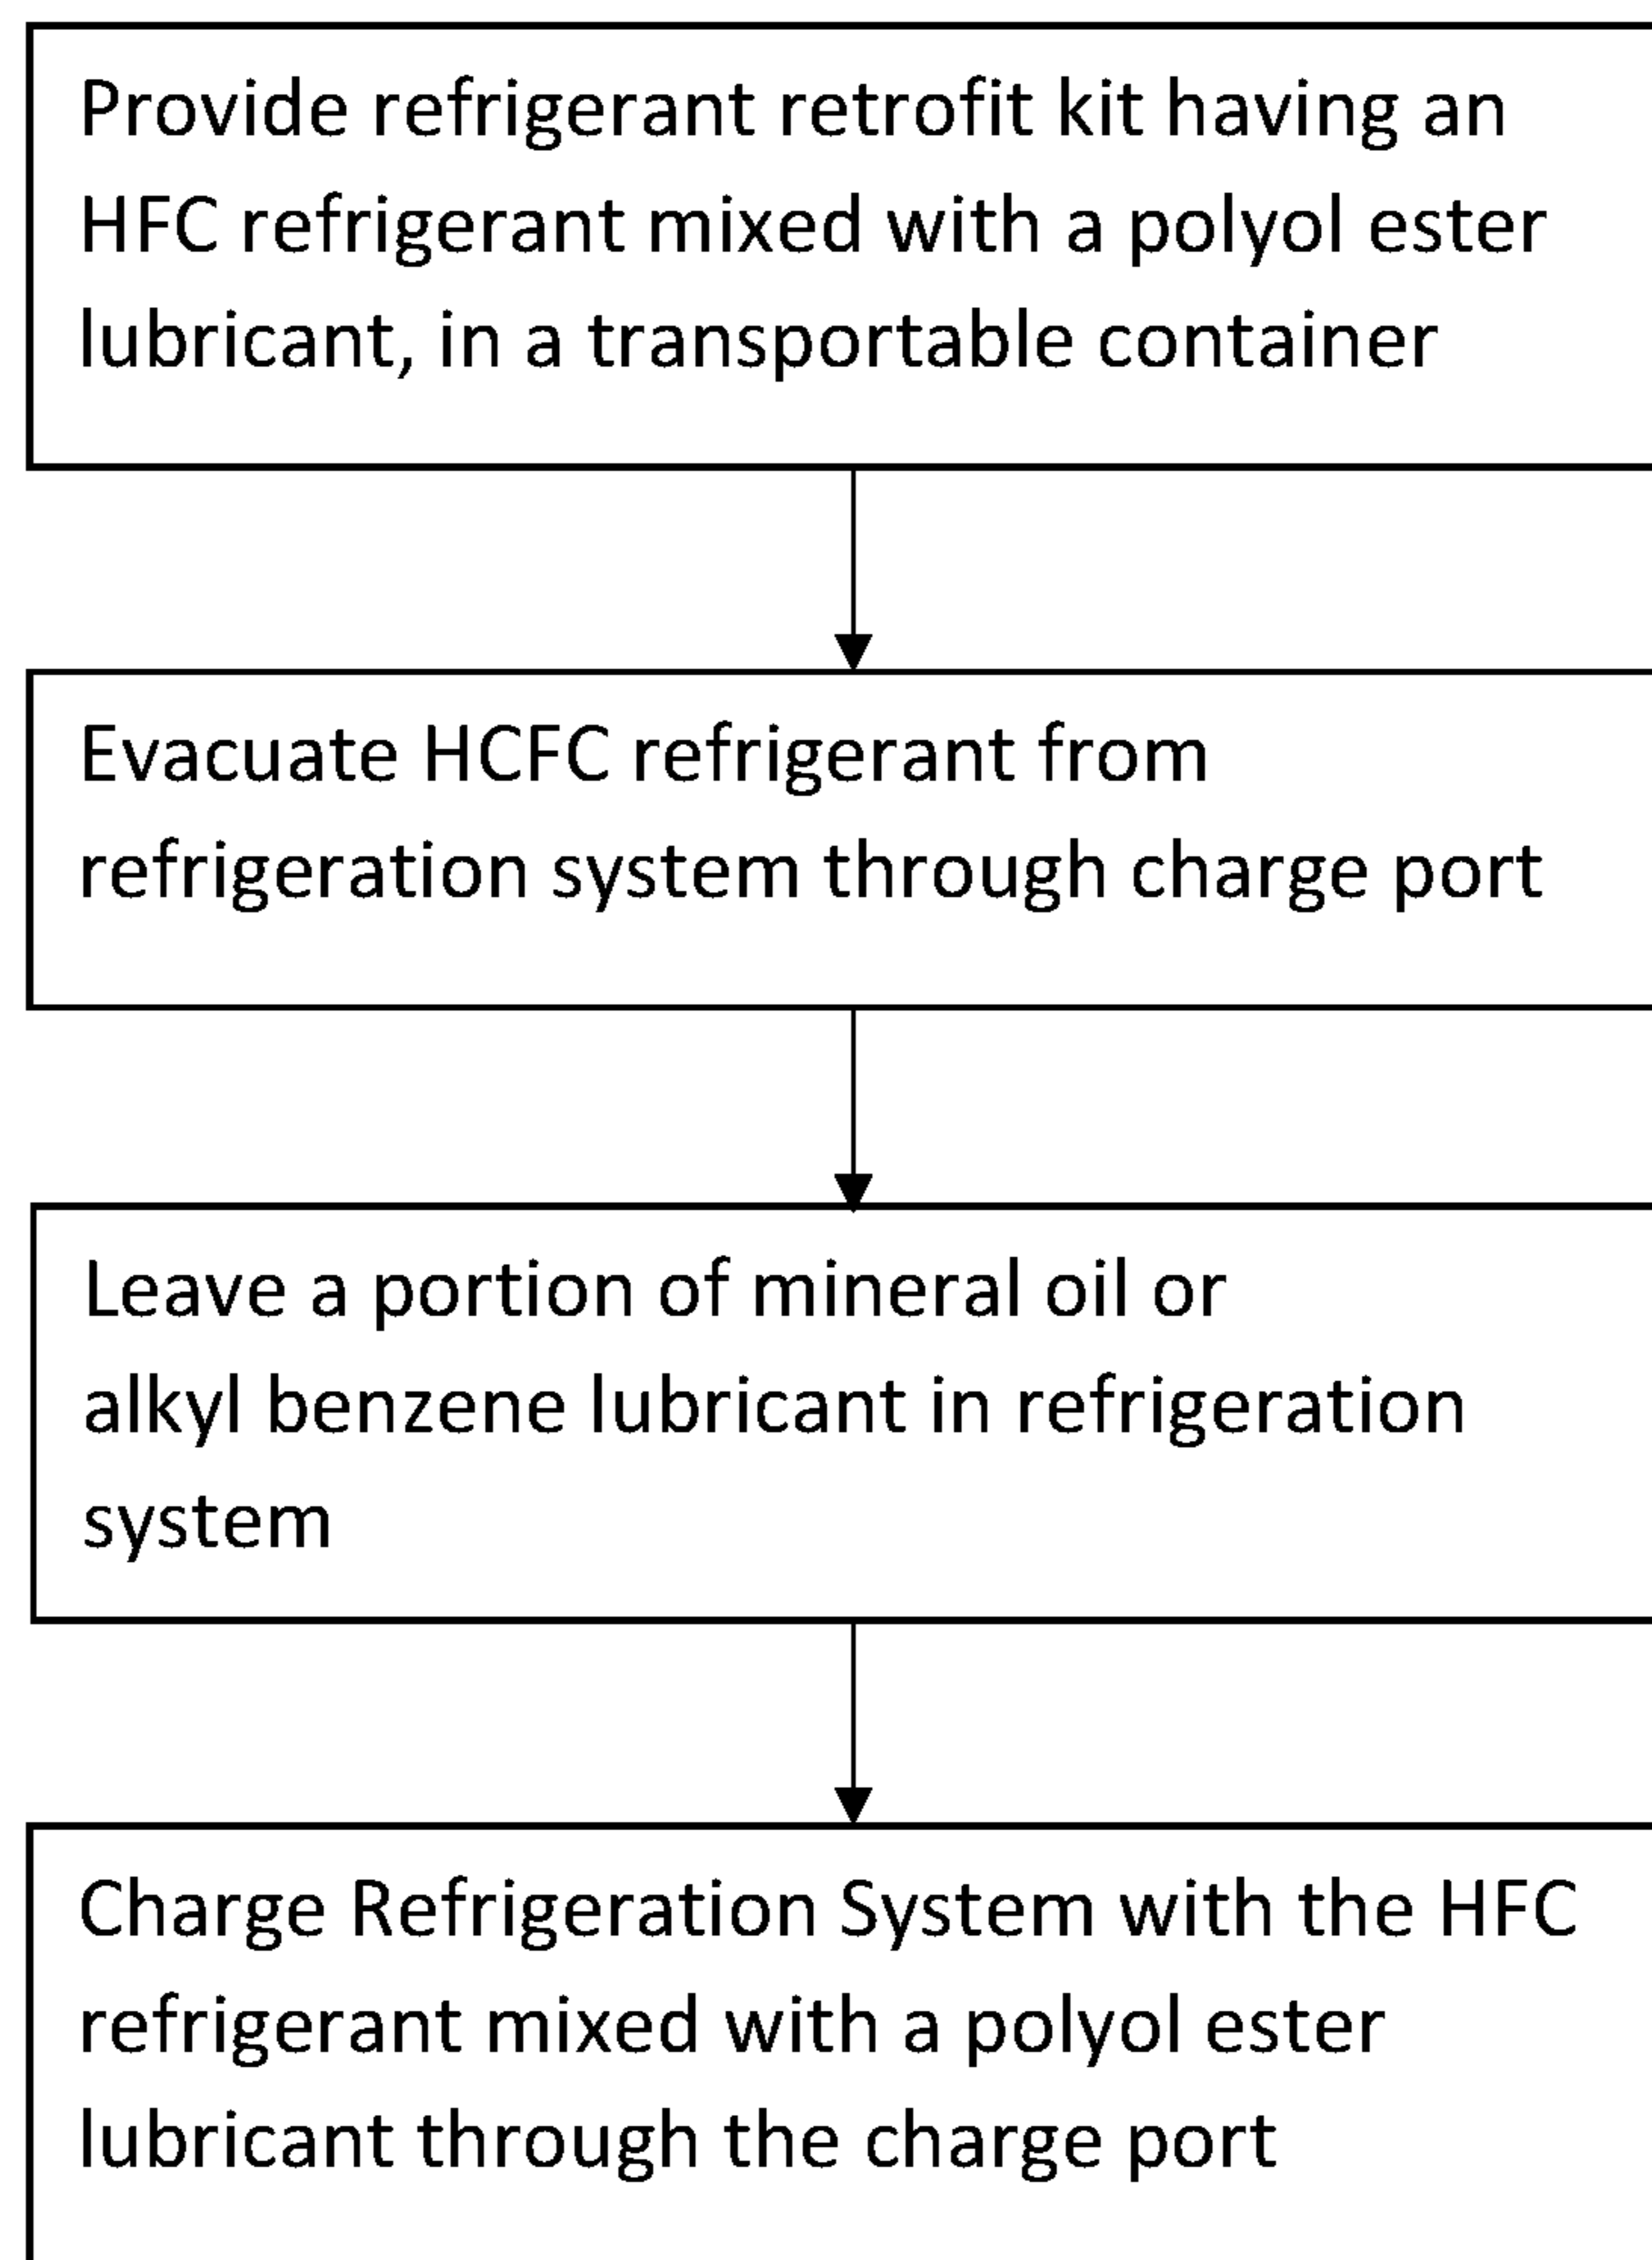 Provide refrigerant retrofit kit having an
HFC refrigerant mixed with a polyol ester
lubricant, in a transportable container
Evacuate HCFC refrigerant from
refrigeration system through charge port
Leave a portion of mineral oil or
alkyl benzene lubricant in refrigeration
system
Charge Refrigeration System with the HFC
refrigerant mixed with a polyol ester
lubricant through the charge port